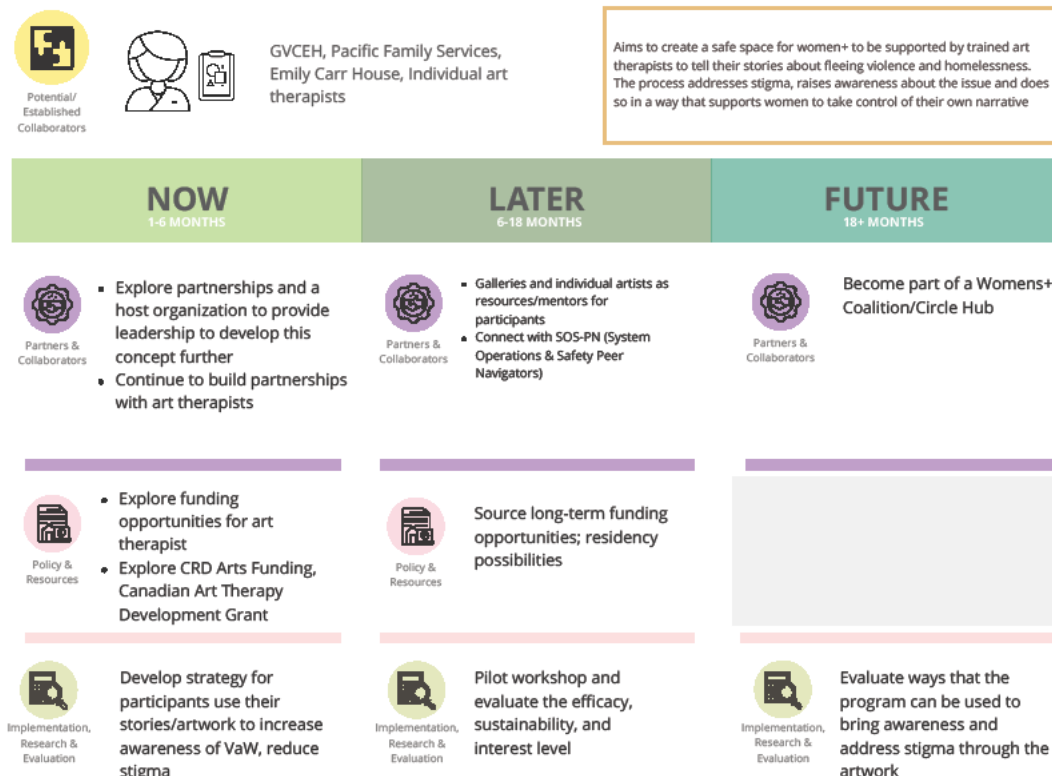 Potential/
Established
Collaborators
GVCEH, Pacific Family Services,
Emily Carr House, Individual art
therapists
Aims to create a safe space for women+ to be supported by trained art
therapists to tell their stories about fleeing violence and homelessness.
The process addresses stigma, raises awareness about the issue and does
so in a way that supports women to take control of their own narrative
NOW
1-6 MONTHS
LATER
6-18 MONTHS
FUTURE
18+ MONTHS
Partners &
Collaborators
▪ Explore partnerships and a
host organization to provide
leadership to develop this
concept further
▪ Continue to build partnerships
with art therapists
Partners &
Collaborators
▪ Galleries and individual artists as
resources/mentors for
participants
• Connect with SOS-PN (System
Operations & Safety Peer
Navigators)
Partners &
Collaborators
Become part of a Womens+
Coalition/Circle Hub
Policy &
Resources
• Explore funding
opportunities for art
therapist
• Explore CRD Arts Funding,
Canadian Art Therapy
Development Grant
Policy &
Resources
Source long-term funding
opportunities; residency
possibilities
Implementation,
Research &
Evaluation
Develop strategy for
participants use their
stories/artwork to increase
awareness of VaW, reduce
stigma
Implementation,
Research &
Evaluation
Pilot workshop and
evaluate the efficacy,
sustainability, and
interest level
Implementation,
Research &
Evaluation
Evaluate ways that the
program can be used to
bring awareness and
address stigma through the
artwork